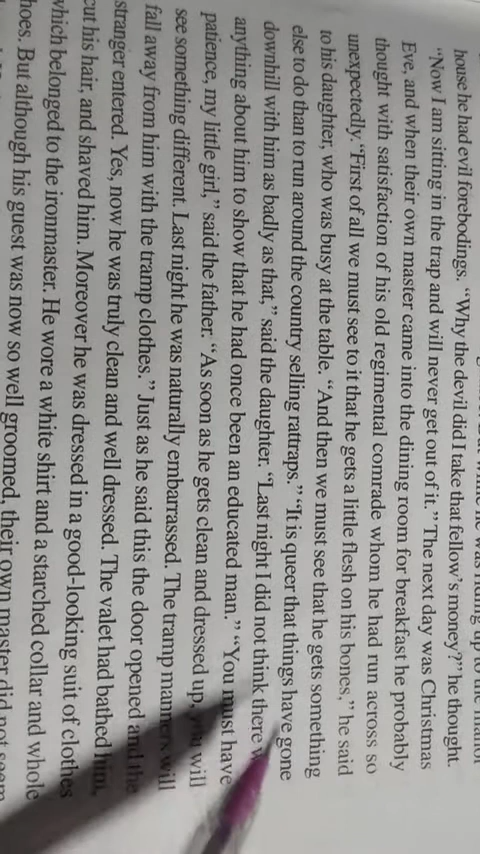 up to the manor
house he had evil forebodings. “Why the devil did I take that fellow’s money?” he thought.
“Now I am sitting in the trap and will never get out of it.” The next day was Christmas
Eve, and when their own master came into the dining room for breakfast he probably
thought with satisfaction of his old regimental comrade whom he had run across so
unexpectedly. “First of all we must see to it that he gets a little flesh on his bones,” he said
to his daughter, who was busy at the table. “And then we must see that he gets something
else to do than to run around the country selling rattraps.” “It is queer that things have gone
downhill with him as badly as that,” said the daughter. “Last night I did not think there
anything about him to show that he had once been an educated man.” “You must have
patience, my little girl,” said the father. “As soon as he gets clean and dressed up, you will
see something different. Last night he was naturally embarrassed. The tramp manners will
fall away from him with the tramp clothes.” Just as he said this the door opened and the
stranger entered. Yes, now he was truly clean and well dressed. The valet had bathed him,
cut his hair, and shaved him. Moreover he was dressed in a good-looking suit of clothes
which belonged to the ironmaster. He wore a white shirt and a starched collar and whole
hoes. But although his guest was now so well groomed, their own master did not seem